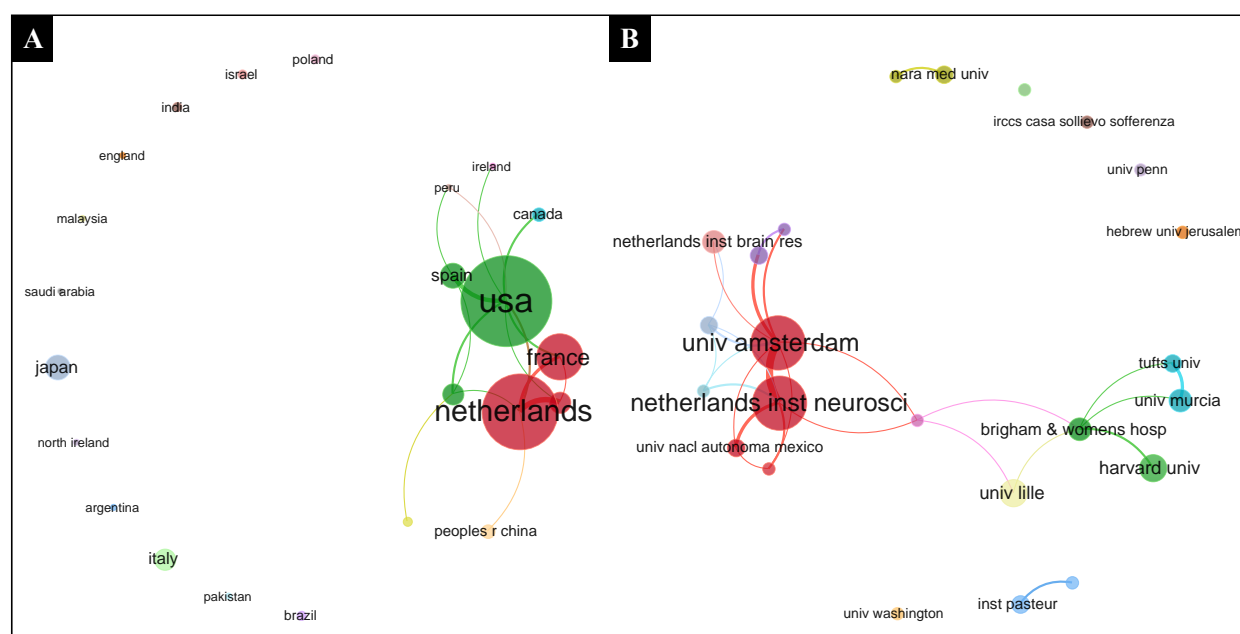 A
poland
israel
india
england
ireland
peru
canada
malaysia
spain
saudi arabia
usa
japan
france
netherlands
north ireland
argentina
peoples r china
italy
pakistan
brazil
B
nara med univ
irccs casa sollievo sofferenza
univ penn
hebrew univ jerusalem
netherlands inst brain res
univ amsterdam
tufts univ
netherlands inst neurosci
univ murcia
brigham & womens hosp
univ nacl autonoma mexico
harvard univ
univ lille
inst pasteur
univ washington